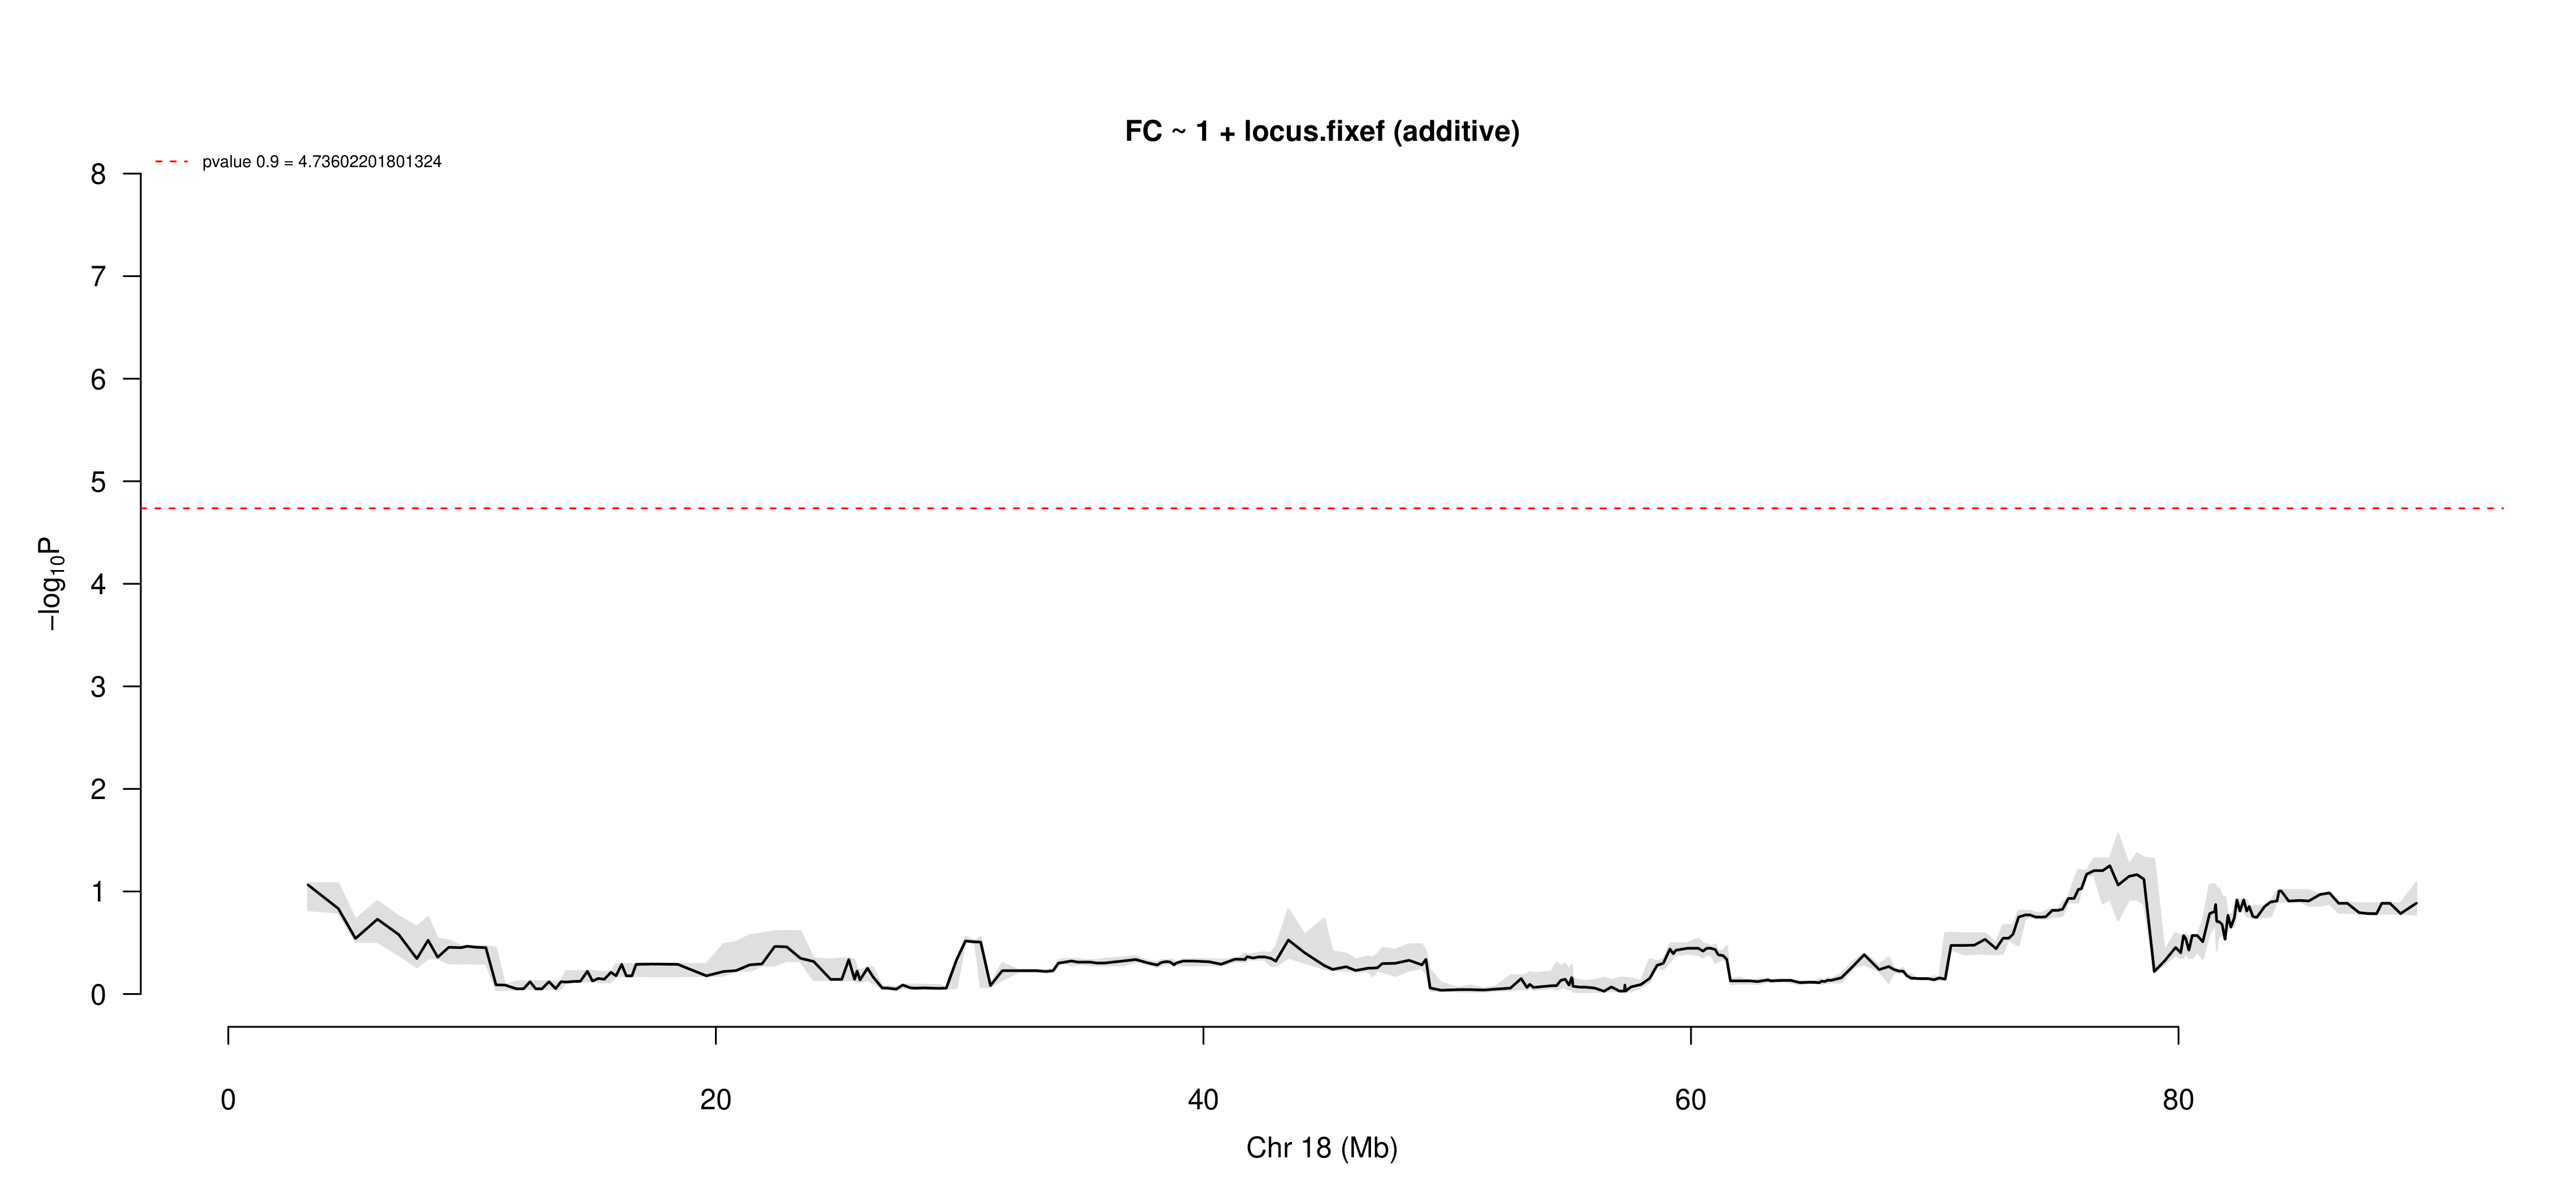 FC ~ 1 + locus.fixef (additive)
pvalue 0.9 = 4.73602201801324
8
7
6
5
4
3
2
1
0
−log10P
0 20 40 60 80
Chr 18 (Mb)